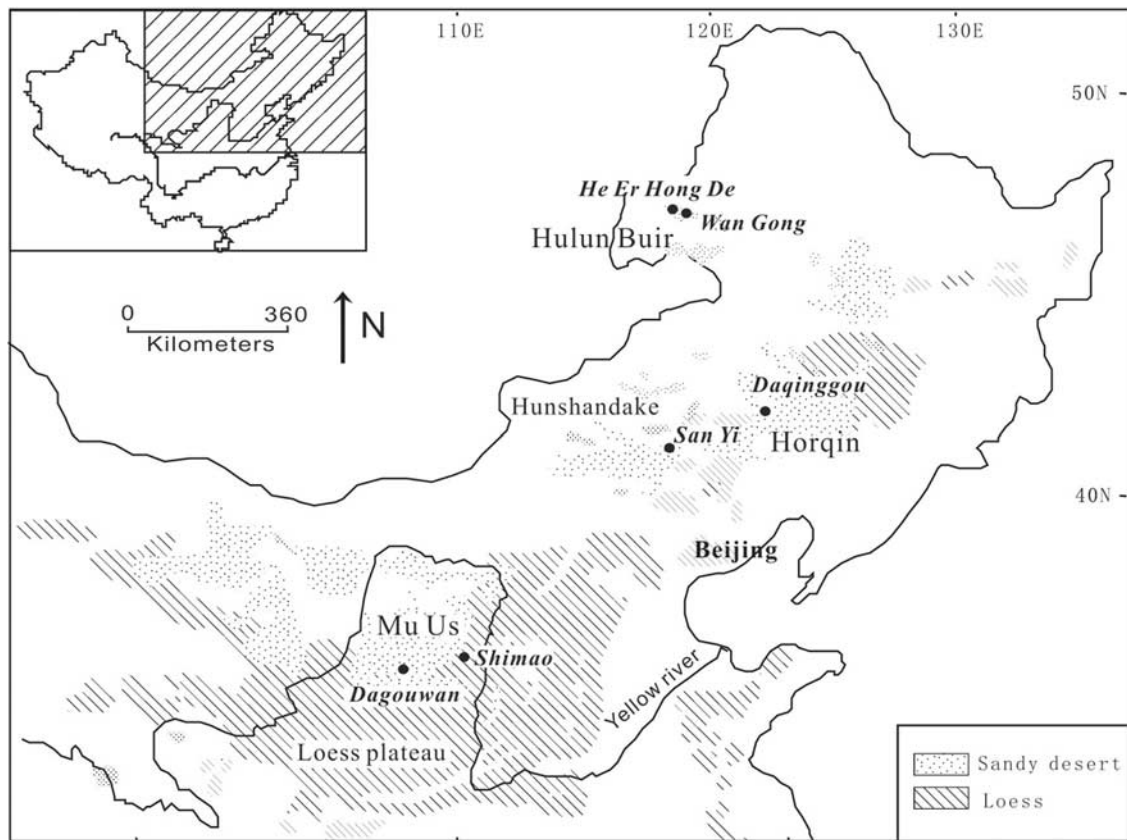 110E
120E
130E
50N
He Er Hong De
Wan Gong
Hulun Buir
0 360
Kilometers
N
Daqinggou
Hunshandake
San Yi
Horqin
40N
Beijing
Mu Us
Shimao
Dagouwan
Yellow river
Loess plateau
Sandy desert
Loess